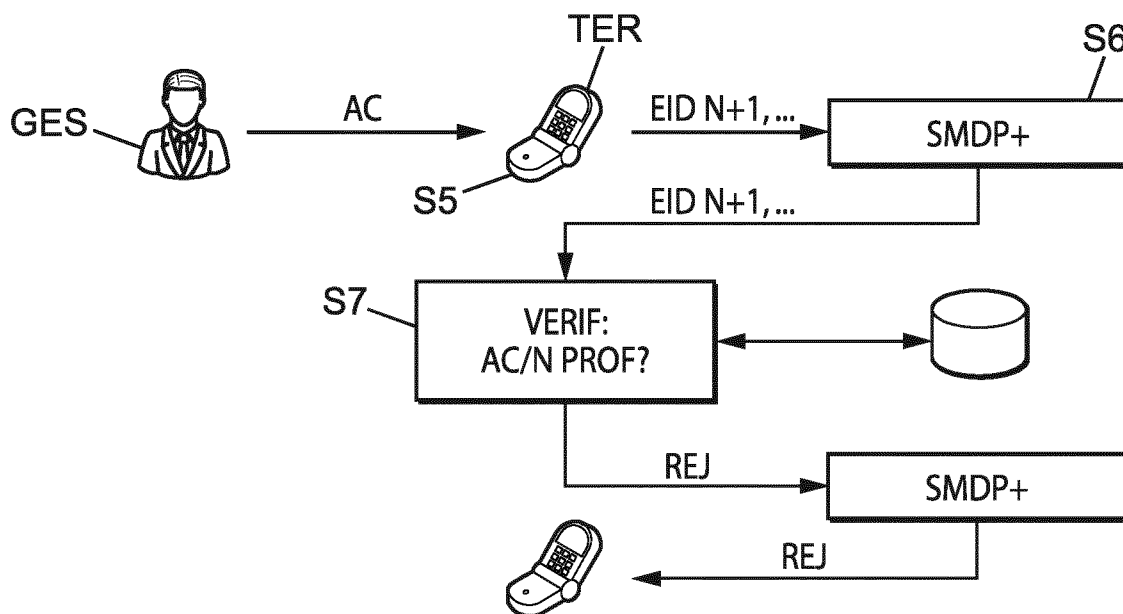 TER
S6
GES
AC
EID N+1, ...
SMDP+
S5
EID N+1, ...
S7
VERIF:
AC/N PROF?
REJ
SMDP+
REJ